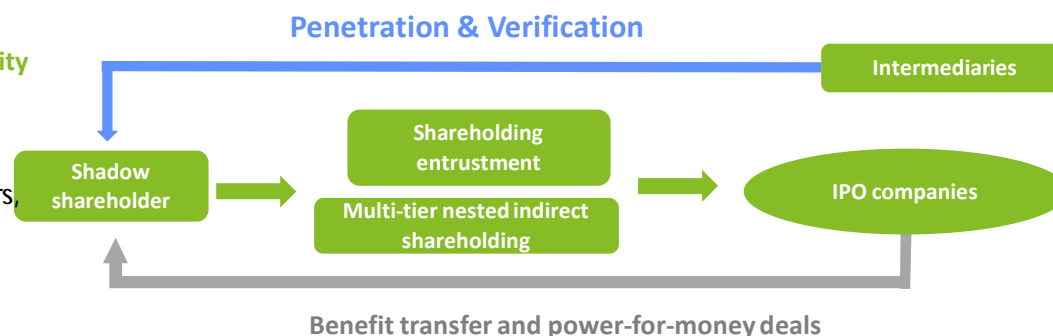 Penetration & Verification
ity
Intermediaries
Shareholding
entrustment
Shadow
shareholder
rs,
IPO companies
Multi-tier nested indirect
shareholding
Benefit transfer and power-for-money deals